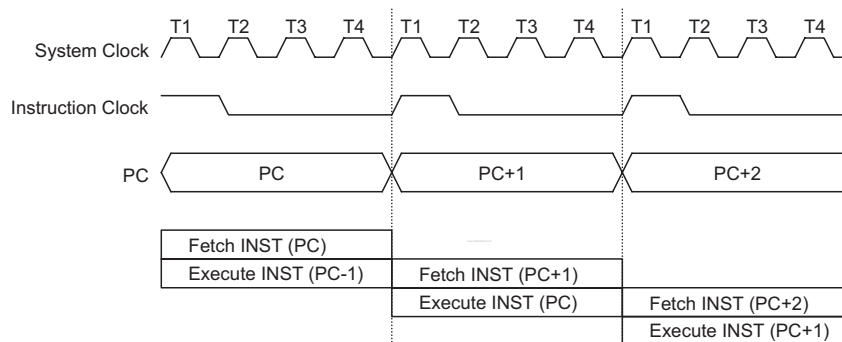 T1 T2 T3 T4 T1 T2 T3 T4 T1 T2 T3 T4
System Clock
Instruction Clock
PC PC PC+1 PC+2
Fetch INST (PC)
Execute INST (PC-1) Fetch INST (PC+1)
Execute INST (PC) Fetch INST (PC+2)
Execute INST (PC+1)